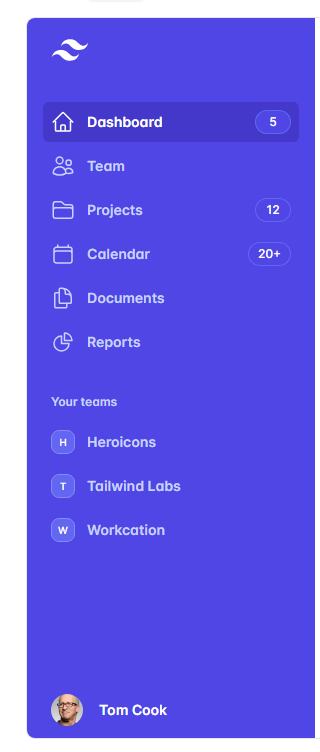 Dashboard 5
Team
Projects 12
Calendar 20+
Documents
Reports
Your teams
H Heroicons
T Tailwind Labs
W Workcation
Tom Cook